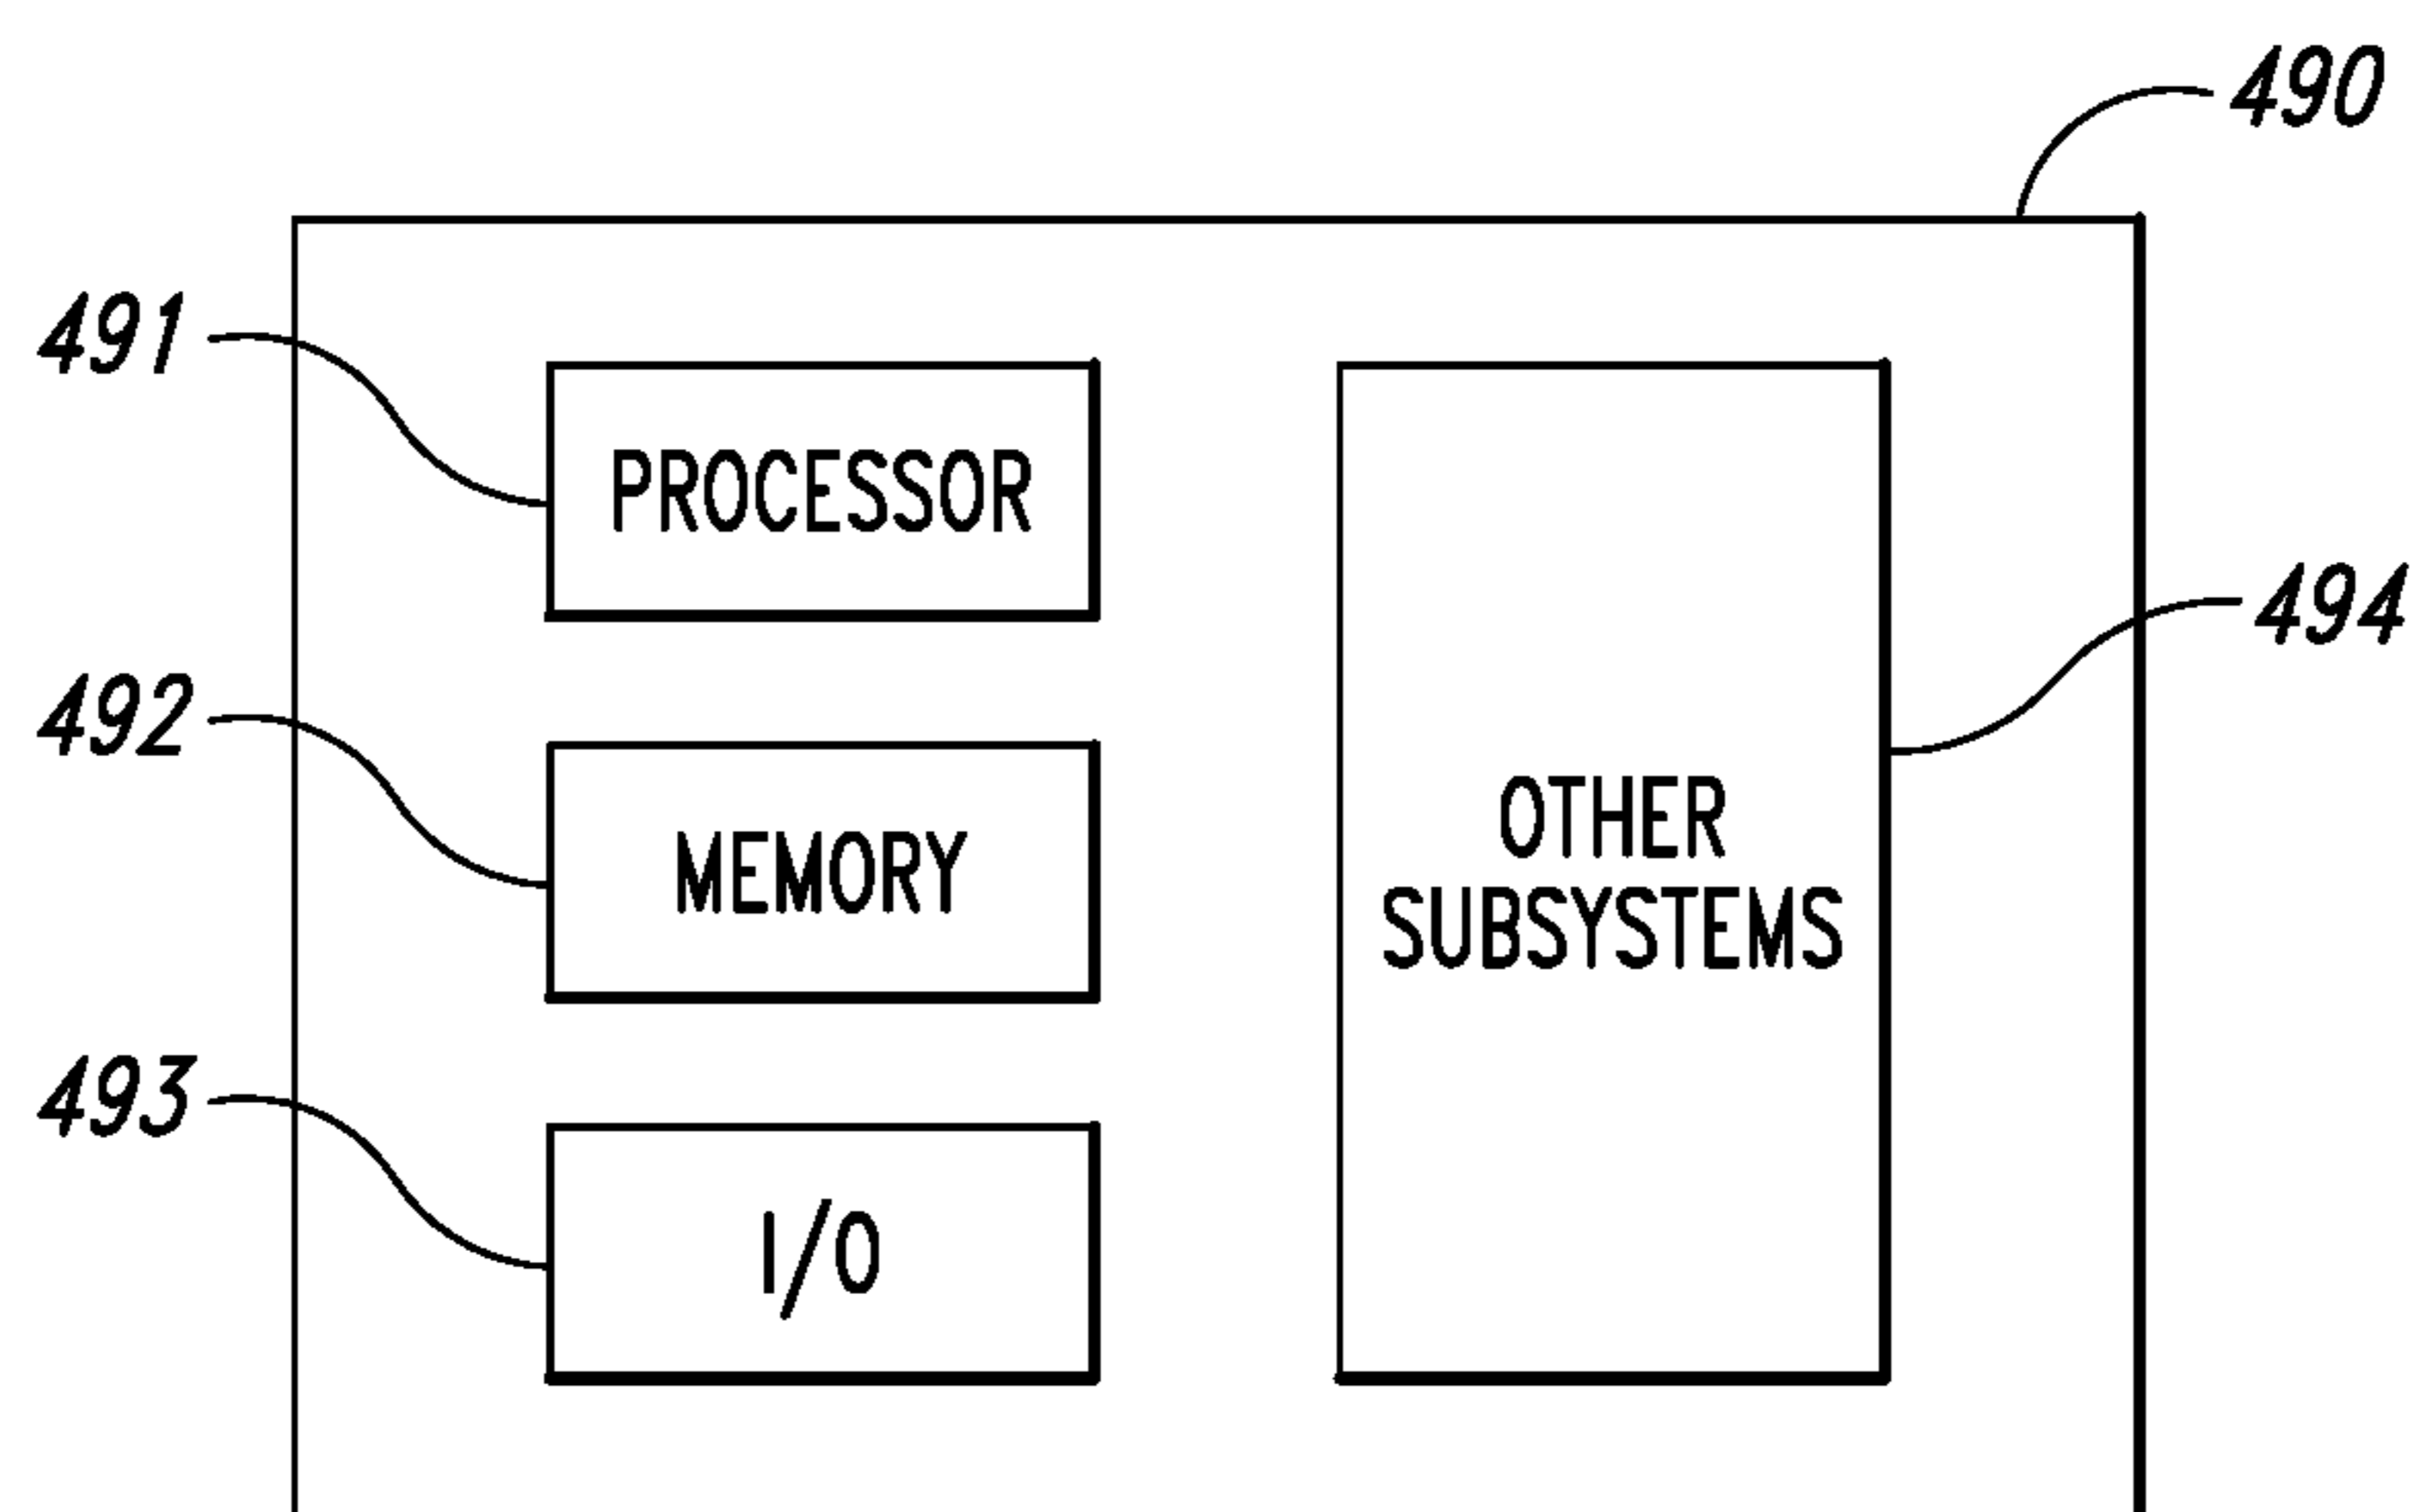 490
491
PROCESSOR
494
492
MEMORY
OTHER
SUBSYSTEMS
493
I/O